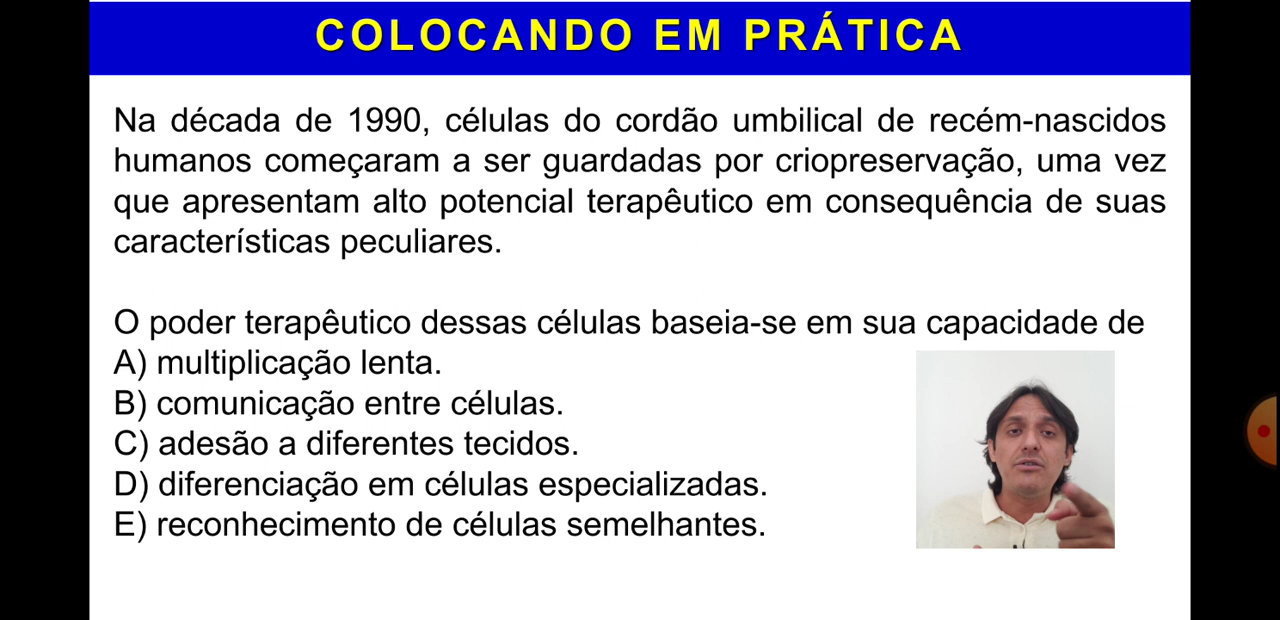 COLOCANDO EM PRÁTICA
Na década de 1990, células do cordão umbilical de recém-nascidos
humanos começaram a ser guardadas por criopreservação, uma vez
que apresentam alto potencial terapêutico em consequência de suas
características peculiares.
O poder terapêutico dessas células baseia-se em sua capacidade de
A) multiplicação lenta.
B) comunicação entre células.
C) adesão a diferentes tecidos.
D) diferenciação em células especializadas.
E) reconhecimento de células semelhantes.